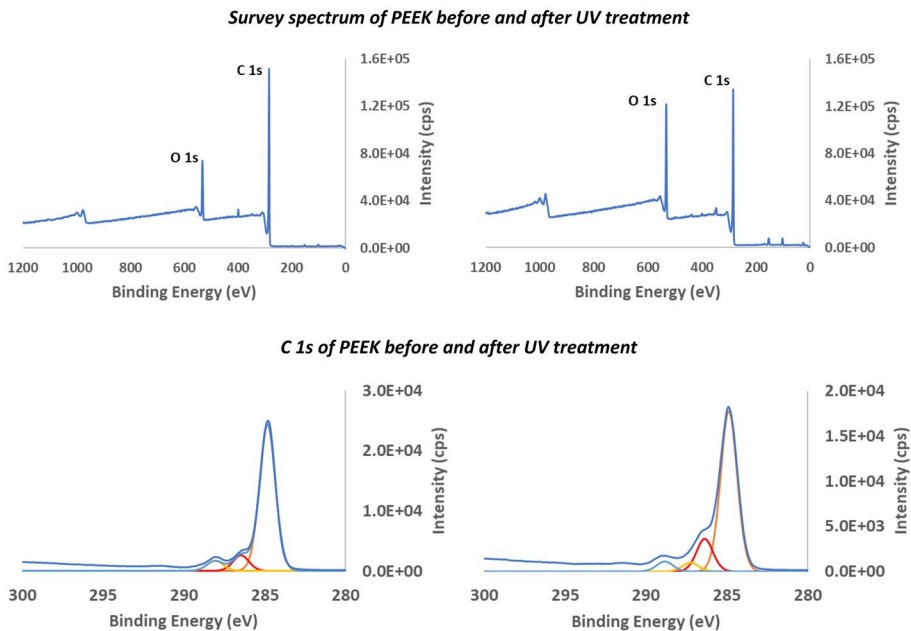 Survey spectrum of PEEK before and after UV treatment
1.6E+05
C 1s
1.2E+05
O 1s
8.0E+04
4.0E+04
0.0E+00
Intensity (cps)
1200 1000 800 600 400 200 0
Binding Energy (eV)
1.6E+05
C 1s
O 1s
1.2E+05
8.0E+04
4.0E+04
0.0E+00
Intensity (cps)
1200 1000 800 600 400 200 0
Binding Energy (eV)
C 1s of PEEK before and after UV treatment
3.0E+04
2.0E+04
1.0E+04
0.0E+00
Intensity (cps)
300 295 290 285 280
Binding Energy (eV)
2.0E+04
1.5E+04
1.0E+04
5.0E+03
0.0E+00
Intensity (cps)
300 295 290 285 280
Binding Energy (eV)